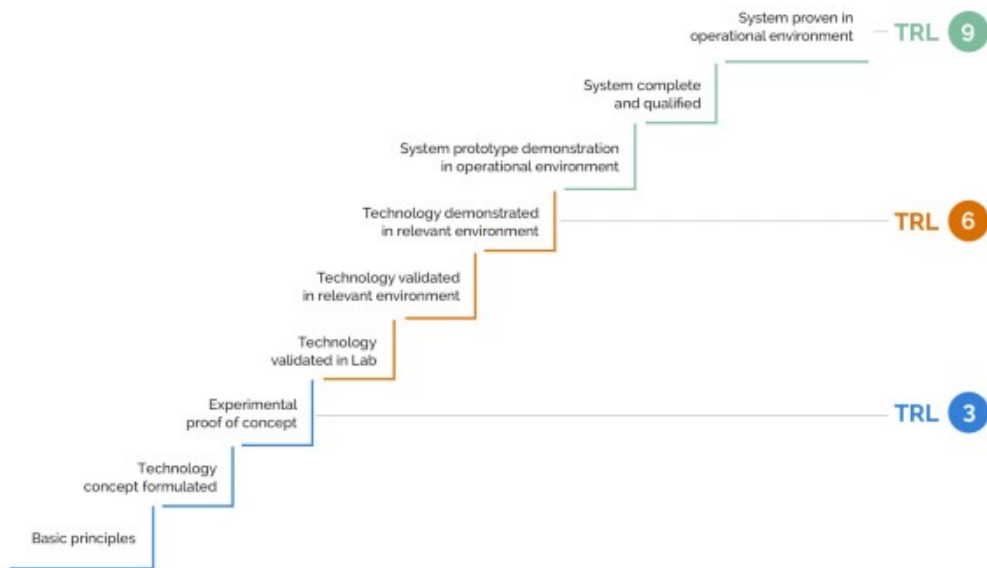 System proven in
operational environment
TRL 9
System complete
and qualified
System prototype demonstration
in operational environment
Technology demonstrated
in relevant environment
TRL 6
Technology validated
in relevant environment
Technology
validated in Lab
Experimental
proof of concept
TRL 3
Technology
concept formulated
Basic principles